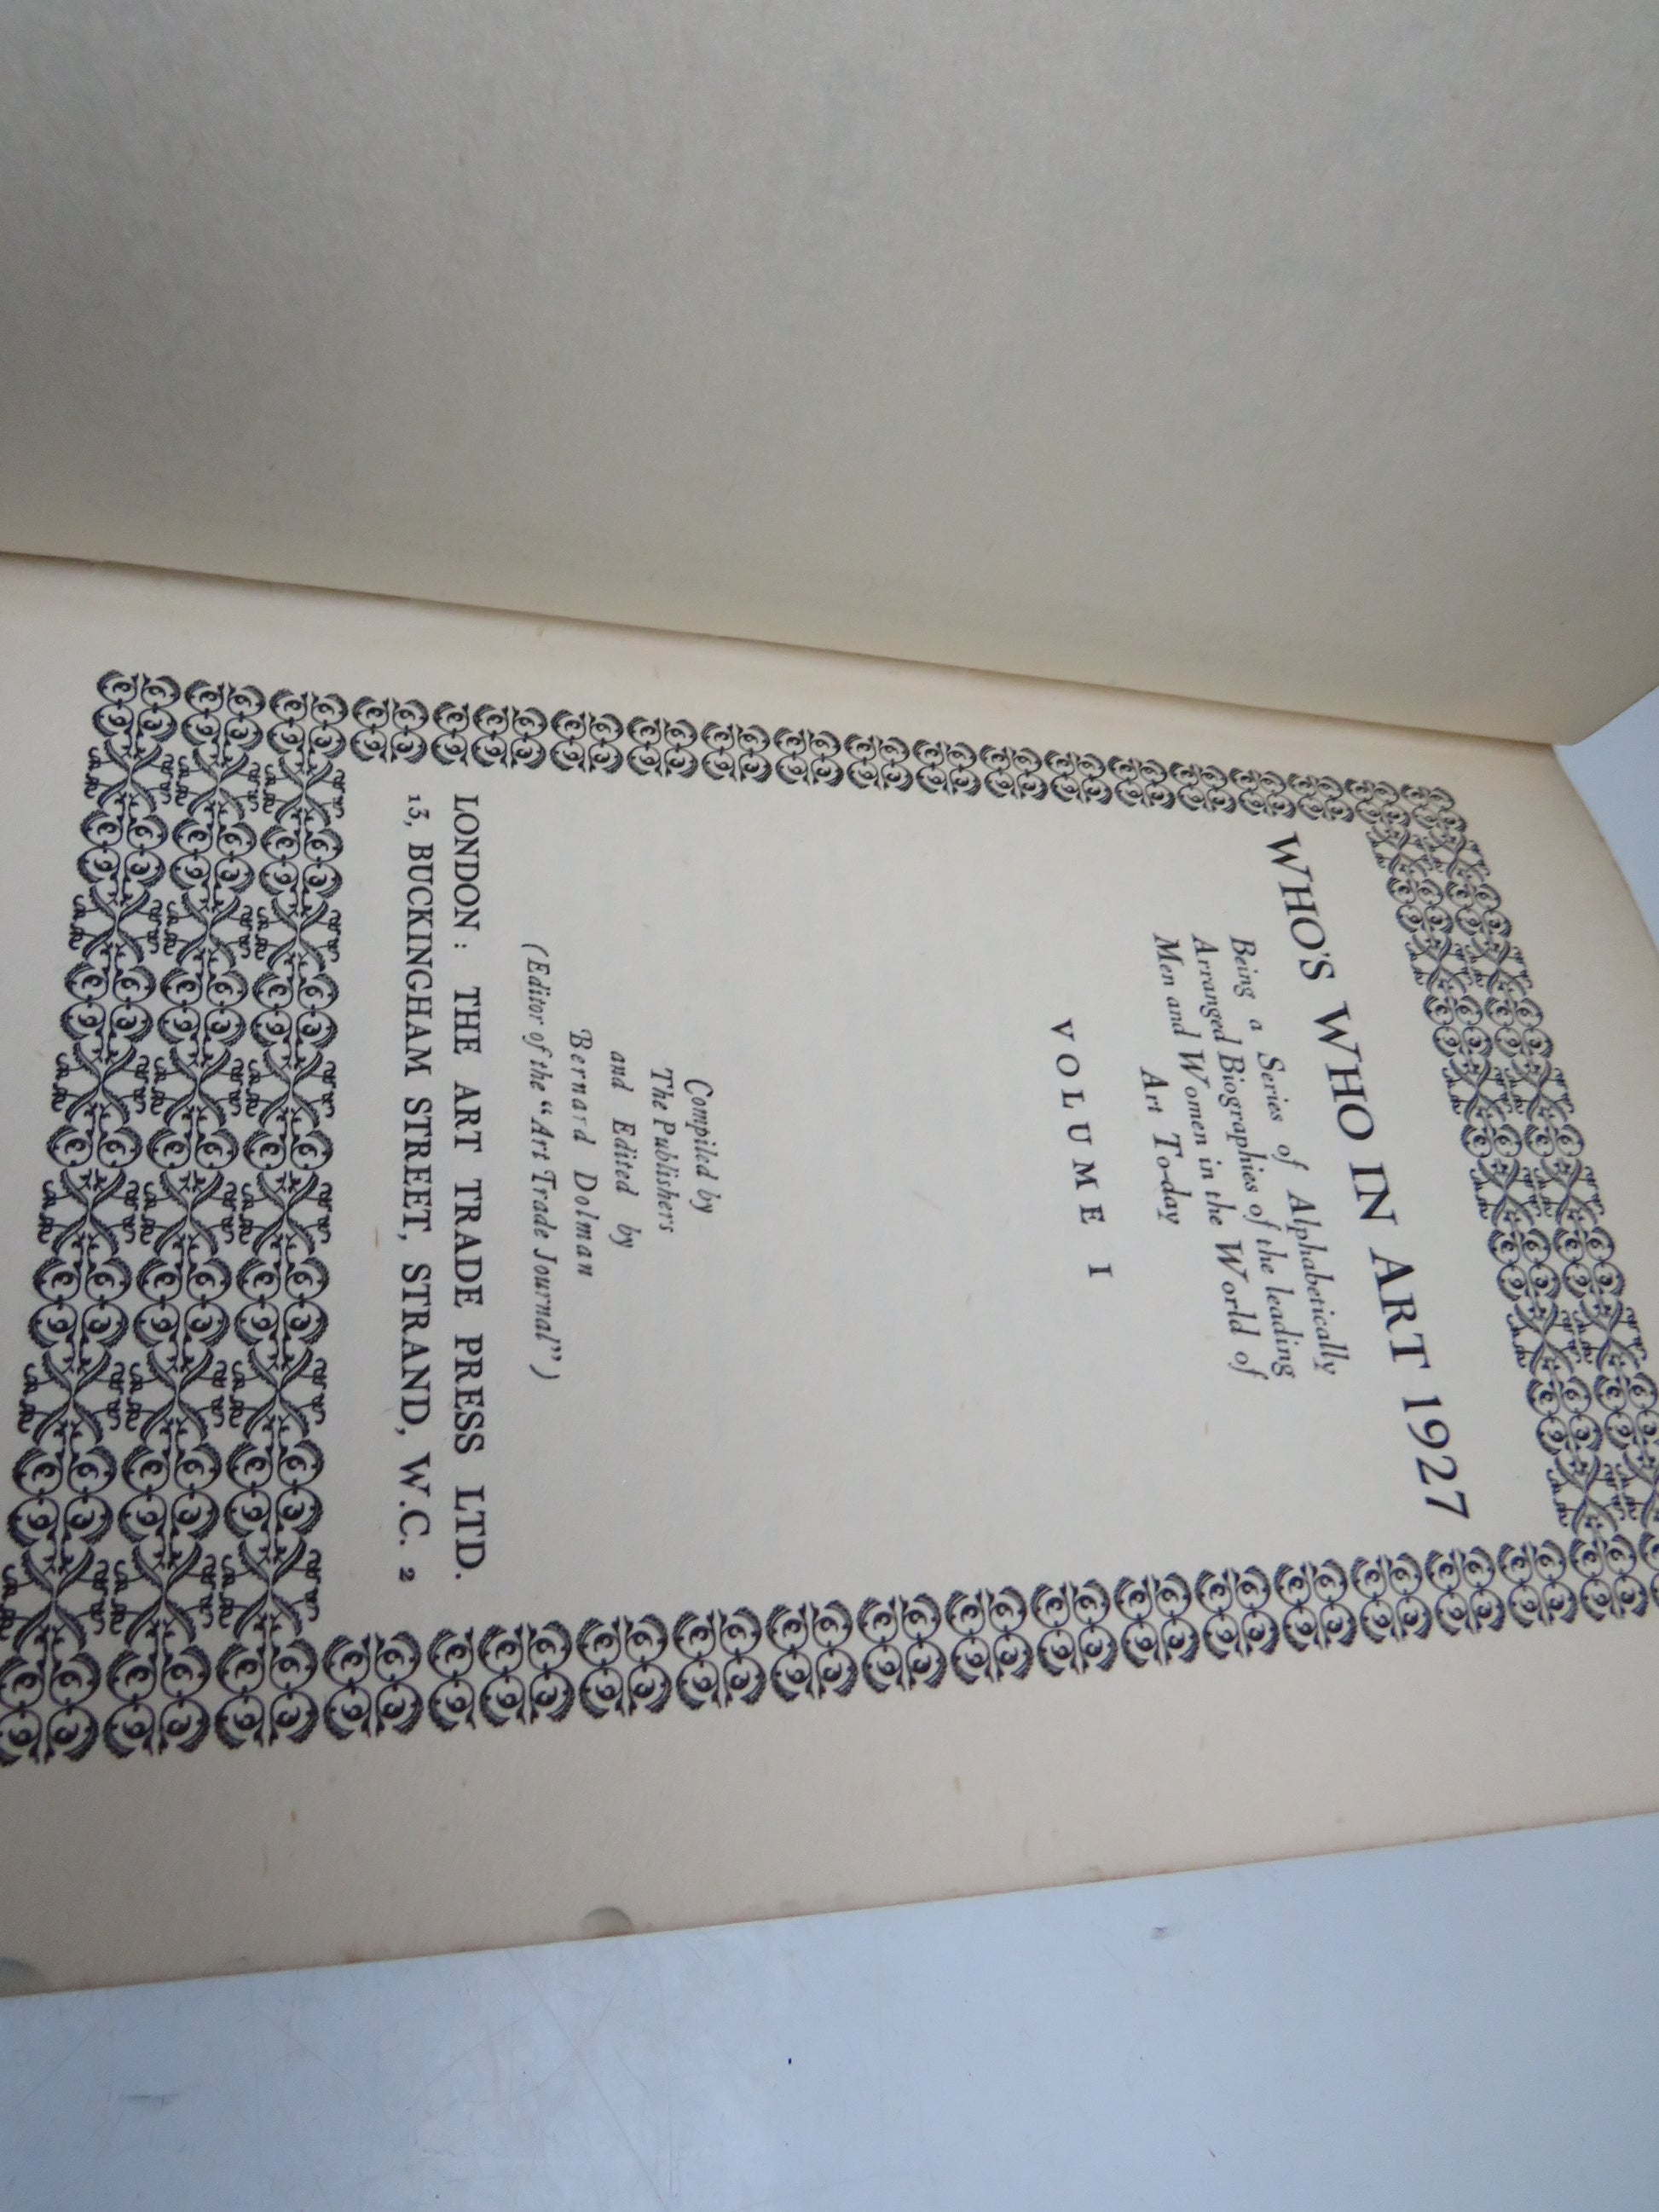 WHO'S WHO IN ART 1927
Being a Series of Alphabetically
Arranged Biographies of the leading
Men and Women in the World of
Art To-day
VOLUME I
Compiled by
The Publishers
and Edited by
Bernard Dolman
(Editor of the "Art Trade Journal")
LONDON : THE ART TRADE PRESS LTD.
13, BUCKINGHAM STREET, STRAND, W.C. 2